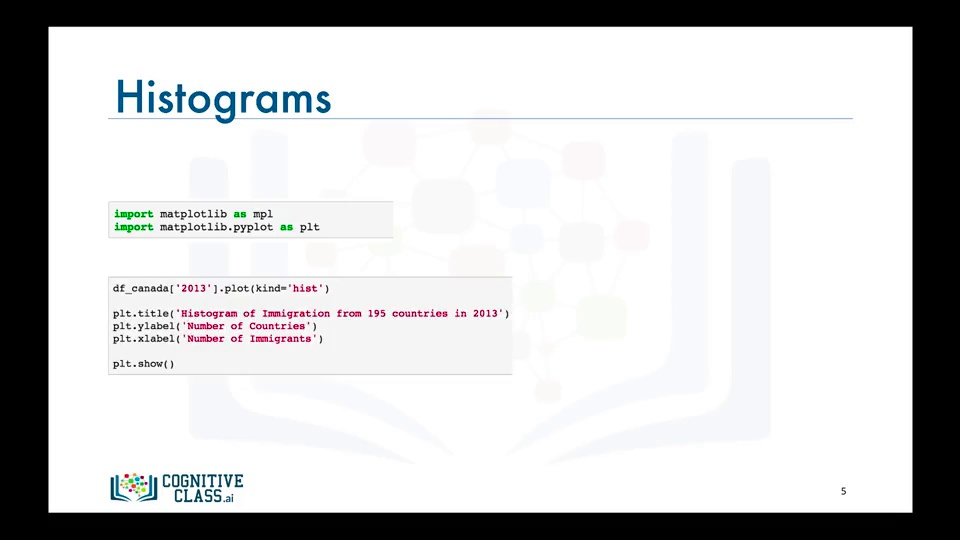 Histograms
import matplotlib as mpl
import matplotlib.pyplot as plt
df_canada['2013'].plot(kind='hist')
plt.title('Histogram of Immigration from 195 countries in 2013')
plt.ylabel('Number of Countries')
plt.xlabel('Number of Immigrants')
plt.show()
COGNITIVE
CLASS.ai
5